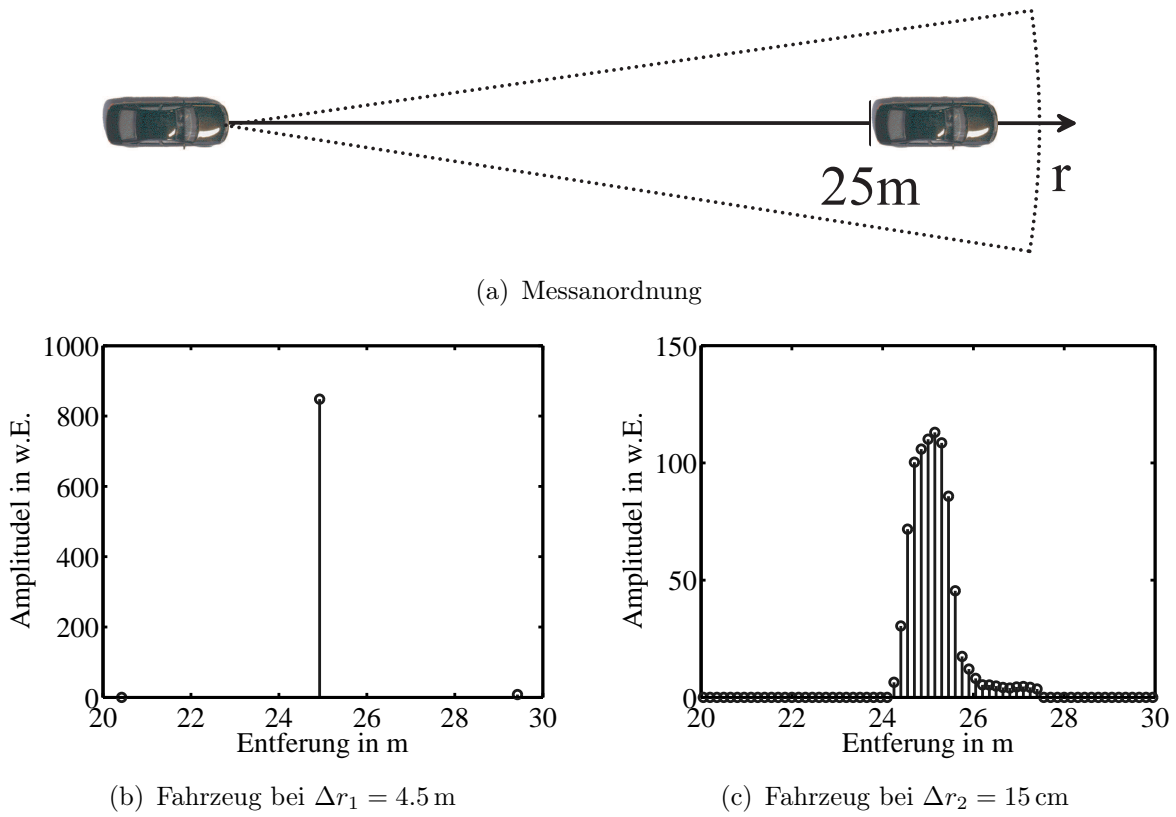 25m
r
(a) Messanordnung
1000
800
600
400
200
0
Amplitudel in w.E.
20 22 24 26 28 30
Entferung in m
(b) Fahrzeug bei Δr₁ = 4.5 m
150
100
50
0
Amplitudel in w.E.
20 22 24 26 28 30
Entferung in m
(c) Fahrzeug bei Δr₂ = 15 cm